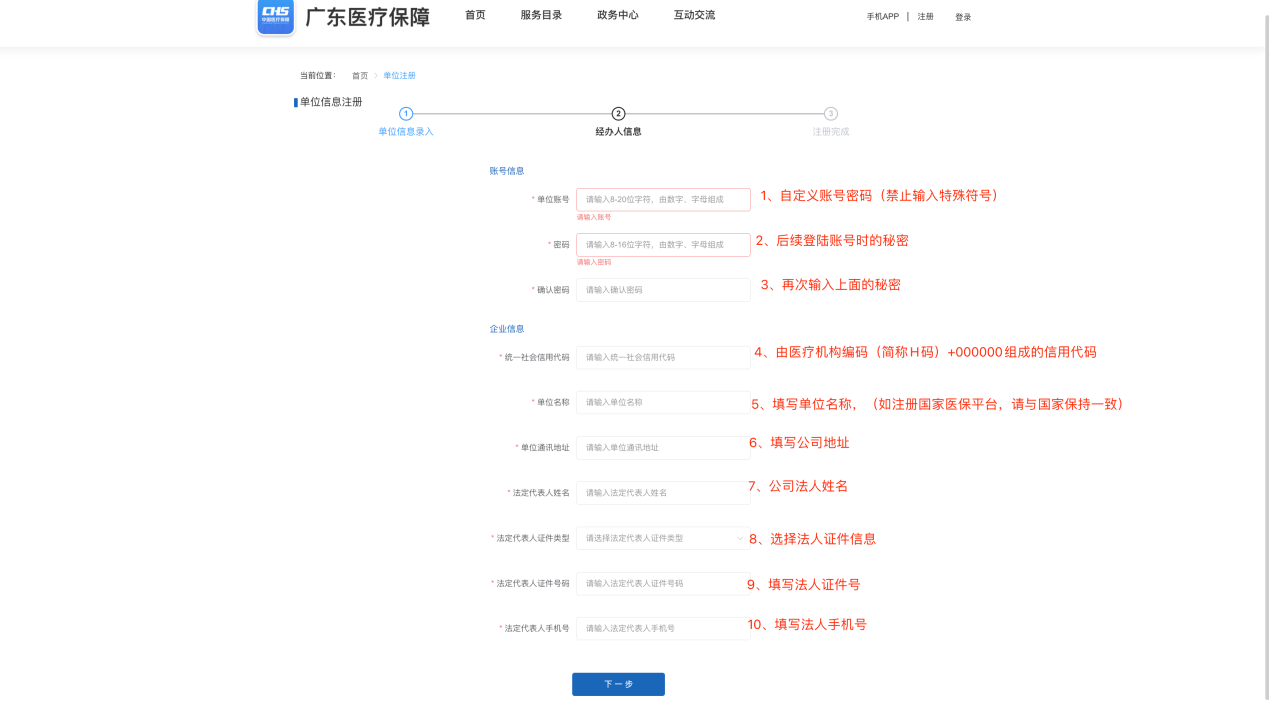 CHS
中国医疗保障
广东医疗保障 首页 服务目录 政务中心 互动交流 手机APP | 注册 登录
当前位置： 首页 > 单位注册
单位信息注册
1 2 3
单位信息录入 经办人信息 注册完成
账号信息
* 单位账号 请输入8-20位字符，由数字、字母组成 1、自定义账号密码（禁止输入特殊符号）
请输入账号
* 密码 请输入8-16位字符，由数字、字母组成 2、后续登陆账号时的秘密
请输入密码
* 确认密码 请输入确认密码 3、再次输入上面的秘密
企业信息
* 统一社会信用代码 请输入统一社会信用代码 4、由医疗机构编码（简称H码）+000000组成的信用代码
* 单位名称 请输入单位名称 5、填写单位名称，（如注册国家医保平台，请与国家保持一致）
* 单位通讯地址 请输入单位通讯地址 6、填写公司地址
* 法定代表人姓名 请输入法定代表人姓名 7、公司法人姓名
* 法定代表人证件类型 请选择法定代表人证件类型 8、选择法人证件信息
* 法定代表人证件号码 请输入法定代表人证件号码 9、填写法人证件号
* 法定代表人手机号 请输入法定代表人手机号 10、填写法人手机号
下一步